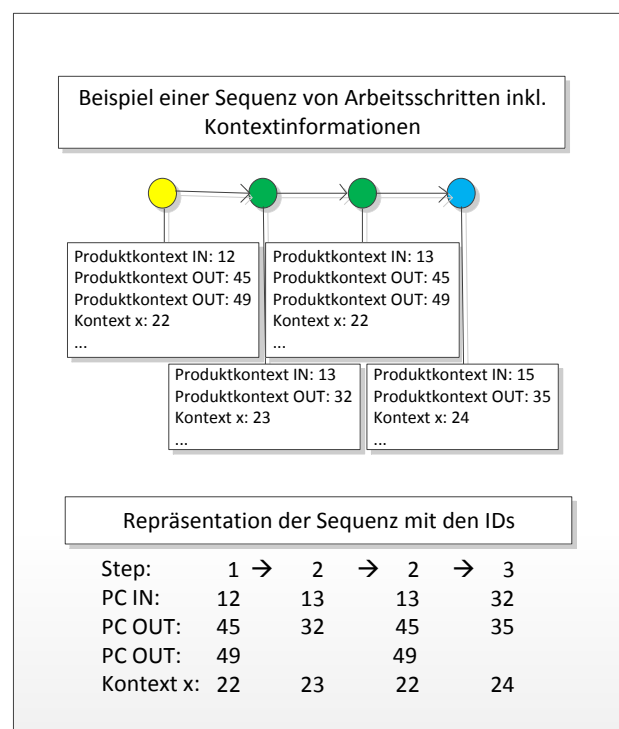 Beispiel einer Sequenz von Arbeitsschritten inkl.
Kontextinformationen
Produktkontext IN: 12
Produktkontext OUT: 45
Produktkontext OUT: 49
Kontext x: 22
...
Produktkontext IN: 13
Produktkontext OUT: 45
Produktkontext OUT: 49
Kontext x: 22
...
Produktkontext IN: 13
Produktkontext OUT: 32
Kontext x: 23
...
Produktkontext IN: 15
Produktkontext OUT: 35
Kontext x: 24
...
Repräsentation der Sequenz mit den IDs
Step: 1 → 2 → 2 → 3
PC IN: 12 13 13 32
PC OUT: 45 32 45 35
PC OUT: 49 49
Kontext x: 22 23 22 24